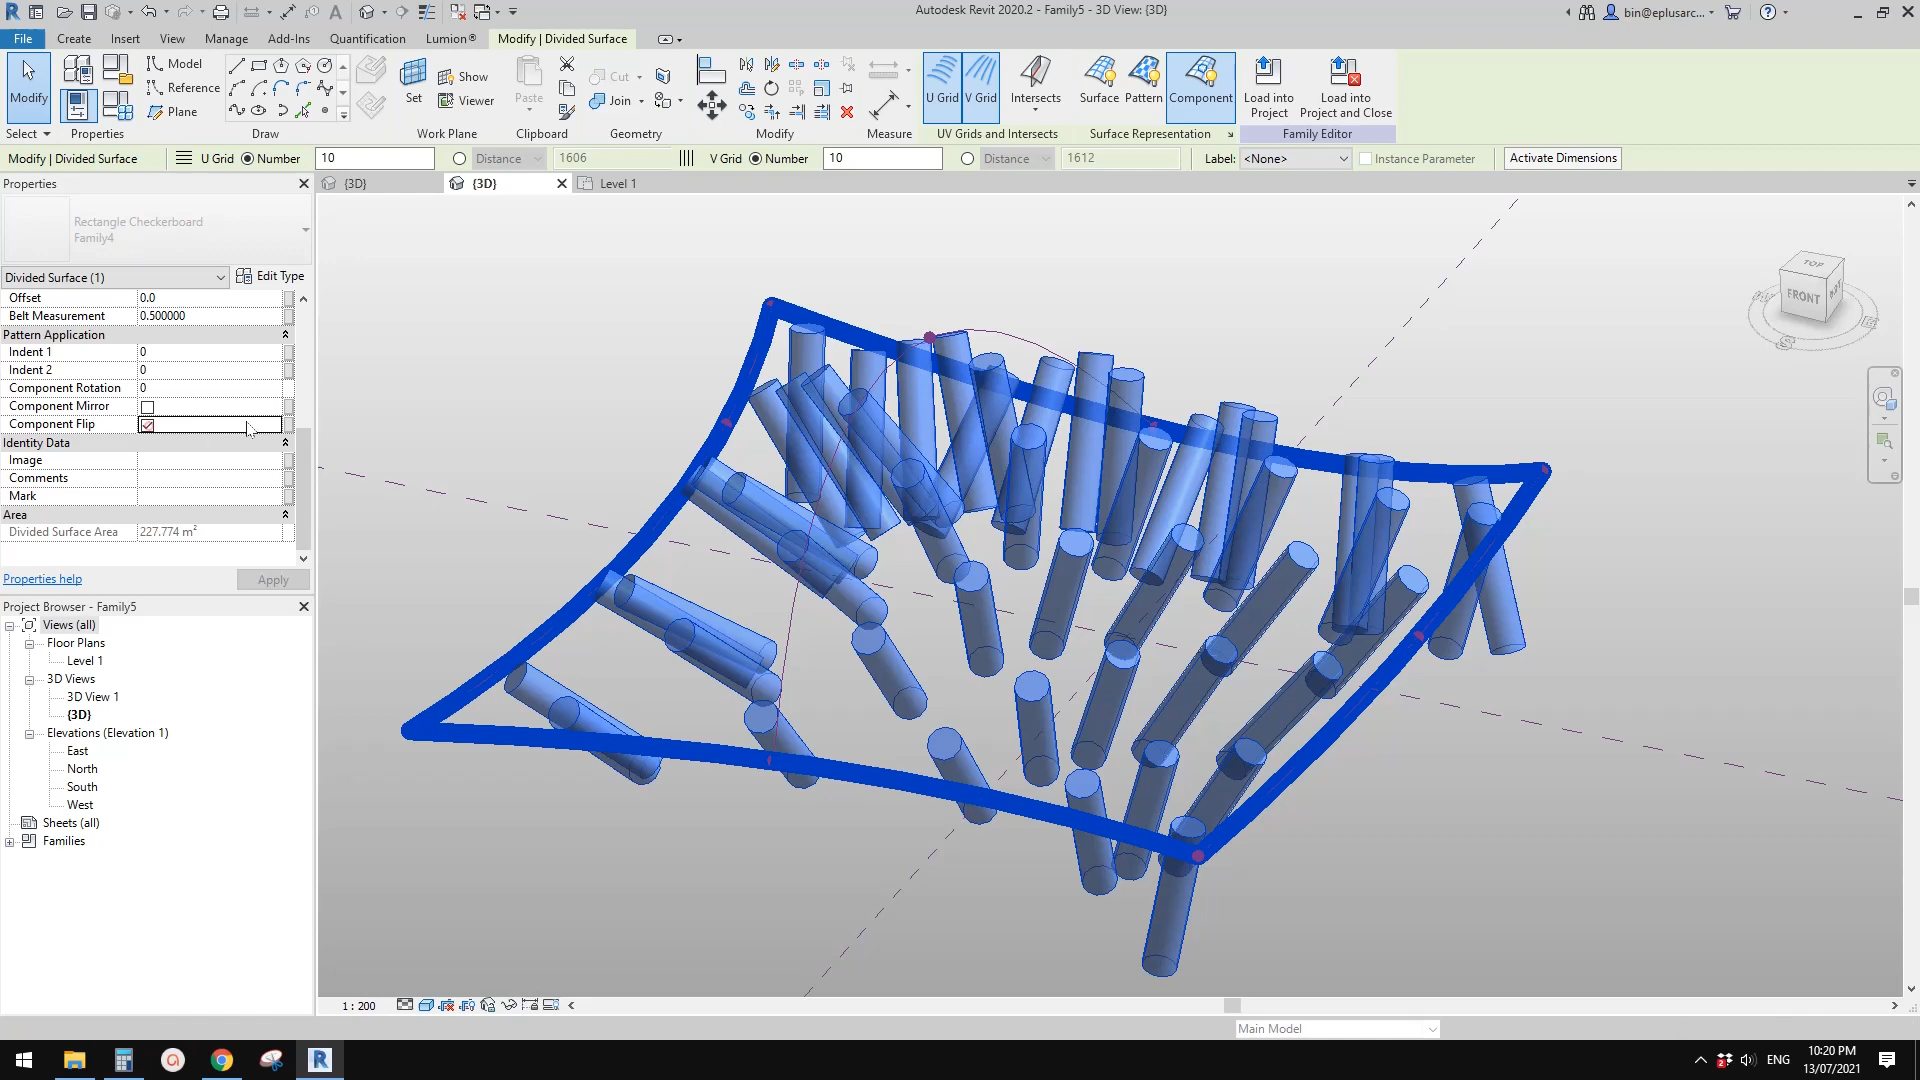 Autodesk Revit 2020.2 - Family5 - 3D View: {3D}
bin@eplusarc...
File Create Insert View Manage Add-Ins Quantification Lumion® Modify | Divided Surface
Modify
Model
Reference
Plane
Set
Show
Viewer
Paste
Cut
Join
U Grid V Grid Intersects
Surface Pattern Component
Load into Project
Load into Project and Close
Select Properties Draw Work Plane Clipboard Geometry Modify Measure UV Grids and Intersects Surface Representation Family Editor
Modify | Divided Surface U Grid Number 10 Distance 1606 V Grid Number 10 Distance 1612 Label: <None> Instance Parameter Activate Dimensions
Properties
{3D} {3D} Level 1
Rectangle Checkerboard
Family4
Divided Surface (1) Edit Type
Offset 0.0
Belt Measurement 0.500000
Pattern Application
Indent 1 0
Indent 2 0
Component Rotation 0
Component Mirror
Component Flip
Identity Data
Image
Comments
Mark
Area
Divided Surface Area 227.774 m²
Properties help Apply
Project Browser - Family5
Views (all)
Floor Plans
Level 1
3D Views
3D View 1
{3D}
Elevations (Elevation 1)
East
North
South
West
Sheets (all)
Families
TOP
FRONT
S
1 : 200
Main Model
ENG
10:20 PM
13/07/2021